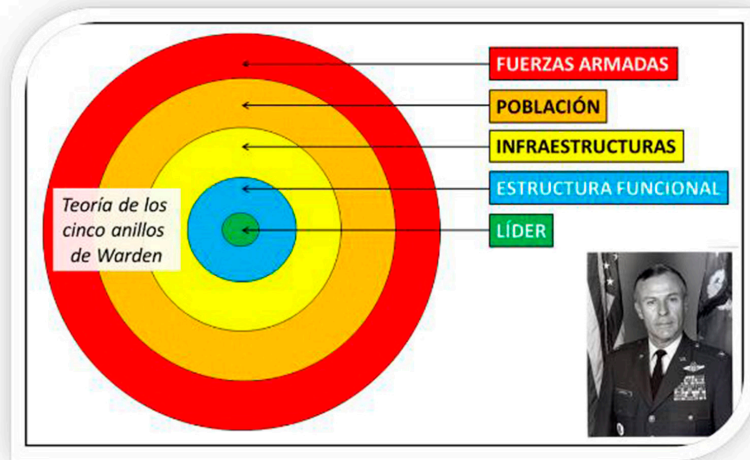 FUERZAS ARMADAS
POBLACIÓN
INFRAESTRUCTURAS
ESTRUCTURA FUNCIONAL
LÍDER
Teoría de los
cinco anillos
de Warden